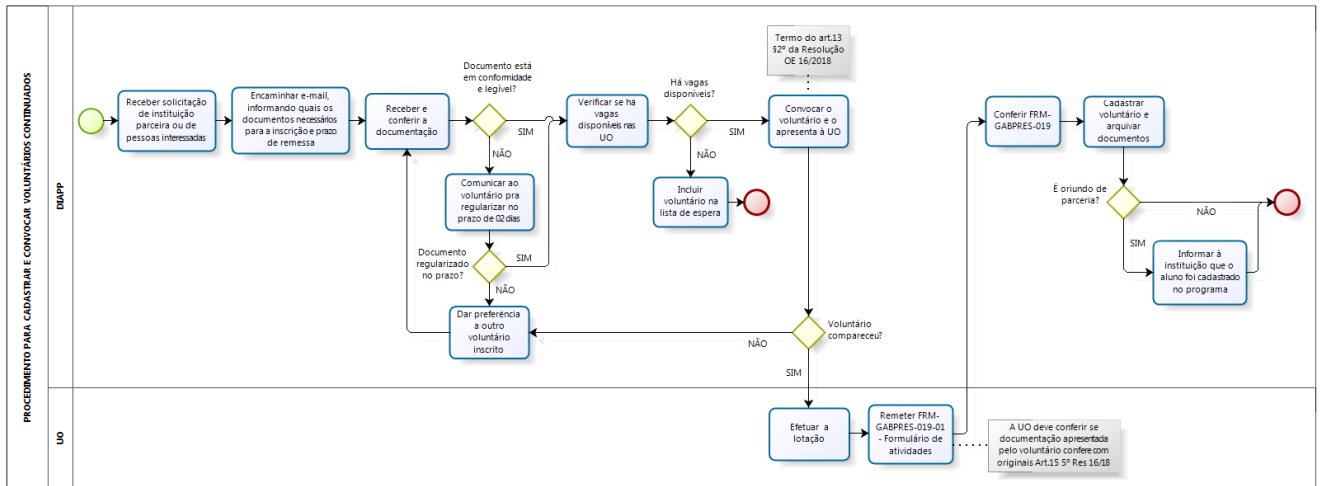 PROCEDIMENTO PARA CADASTRAR E CONVOCAR VOLUNTÁRIOS CONTINUADOS
DIJAPP
Receber solicitação
de instituição
parceira ou de
pessoas interessadas
Encaminhar e-mail,
informando quais os
documentos necessários
para a inscrição e prazo
de remessa
Receber e
conferir a
documentação
Documento está
em conformidade
e legível?
SIM
NÃO
Comunicar ao
voluntário pra
regularizar no
prazo de 02 dias
Documento
regularizado
no prazo?
SIM
NÃO
Dar preferência
a outro
voluntário
inscrito
Verificar se há
vagas
disponíveis nas
UO
Há vagas
disponíveis?
SIM
NÃO
Incluir
voluntário na
lista de espera
Termo do art.13
§2º da Resolução
OE 16/2018
Convocar o
voluntário e o
apresenta à UO
Voluntário
compareceu?
NÃO
SIM
Conferir FRM-
GABPRES-019
Cadastrar
voluntário e
arquivar
documentos
É oriundo de
parceria?
NÃO
SIM
Informar à
instituição que o
aluno foi cadastrado
no programa
UO
Efetuar a
lotação
Remeter FRM-
GABPRES-019-01
- Formulário de
atividades
A UO deve conferir se
documentação apresentada
pelo voluntário confere com
originais Art.15 5º Res 16/18